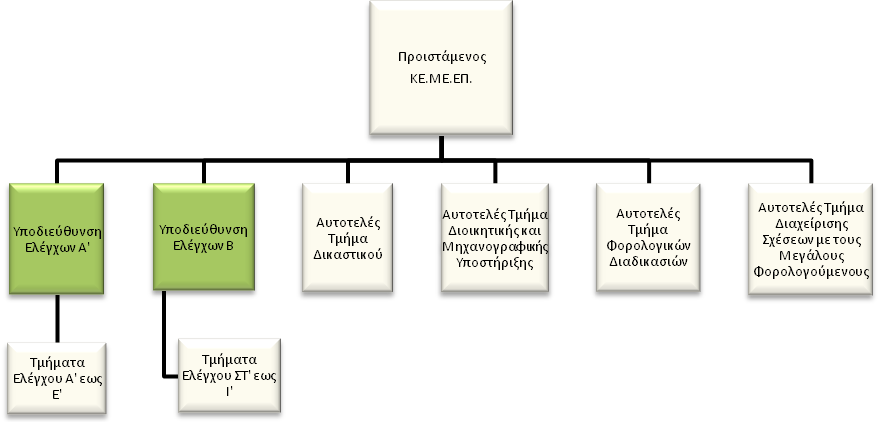 Προιστάμενος
ΚΕ.ΜΕ.ΕΠ.
Υποδιεύθυνση
Ελέγχων Α'
Υποδιεύθυνση
Ελέγχων Β
Αυτοτελές
Τμήμα
Δικαστικού
Αυτοτελές Τμήμα
Διοικητικής και
Μηχανογραφικής
Υποστήριξης
Αυτοτελές
Τμήμα
Φορολογικών
Διαδικασιών
Αυτοτελές Τμήμα
Διαχείρισης
Σχέσεων με τους
Μεγάλους
Φορολογούμενους
Τμήματα
Ελέγχου Α' εως
Ε'
Τμήματα
Ελέγχου ΣΤ' εως
Ι'